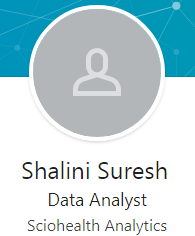 Shalini Suresh
Data Analyst
Sciohealth Analytics